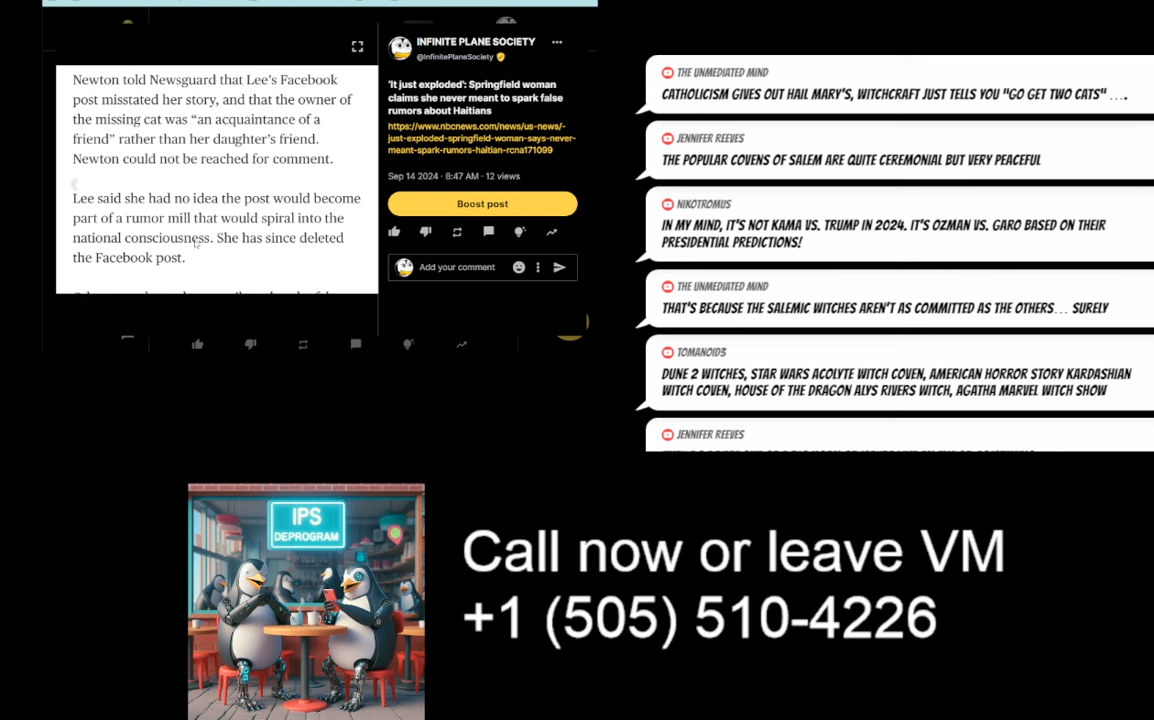 Newton told Newsguard that Lee's Facebook
post misstated her story, and that the owner of
the missing cat was "an acquaintance of a
friend" rather than her daughter's friend.
Newton could not be reached for comment.
Lee said she had no idea the post would become
part of a rumor mill that would spiral into the
national consciousness. She has since deleted
the Facebook post.
INFINITE PLANE SOCIETY
@InfinitePlaneSociety
'It just exploded': Springfield woman
claims she never meant to spark false
rumors about Haitians
https://www.nbcnews.com/news/us-news/-
just-exploded-springfield-woman-says-never-
meant-spark-rumors-haitian-rcna171099
Sep 14 2024 · 8:47 AM · 12 views
Boost post
Add your comment
THE UNMEDIATED MIND
CATHOLICISM GIVES OUT HAIL MARY'S, WITCHCRAFT JUST TELLS YOU "GO GET TWO CATS" ....
JENNIFER REEVES
THE POPULAR COVENS OF SALEM ARE QUITE CEREMONIAL BUT VERY PEACEFUL
NIKOTROMUS
IN MY MIND, IT'S NOT KAMA VS. TRUMP IN 2024. IT'S OZMAN VS. GARO BASED ON THEIR
PRESIDENTIAL PREDICTIONS!
THE UNMEDIATED MIND
THAT'S BECAUSE THE SALEMIC WITCHES AREN'T AS COMMITTED AS THE OTHERS... SURELY
TOMANOID3
DUNE 2 WITCHES, STAR WARS ACOLYTE WITCH COVEN, AMERICAN HORROR STORY KARDASHIAN
WITCH COVEN, HOUSE OF THE DRAGON ALYS RIVERS WITCH, AGATHA MARVEL WITCH SHOW
JENNIFER REEVES
IPS
DEPROGRAM
Call now or leave VM
+1 (505) 510-4226